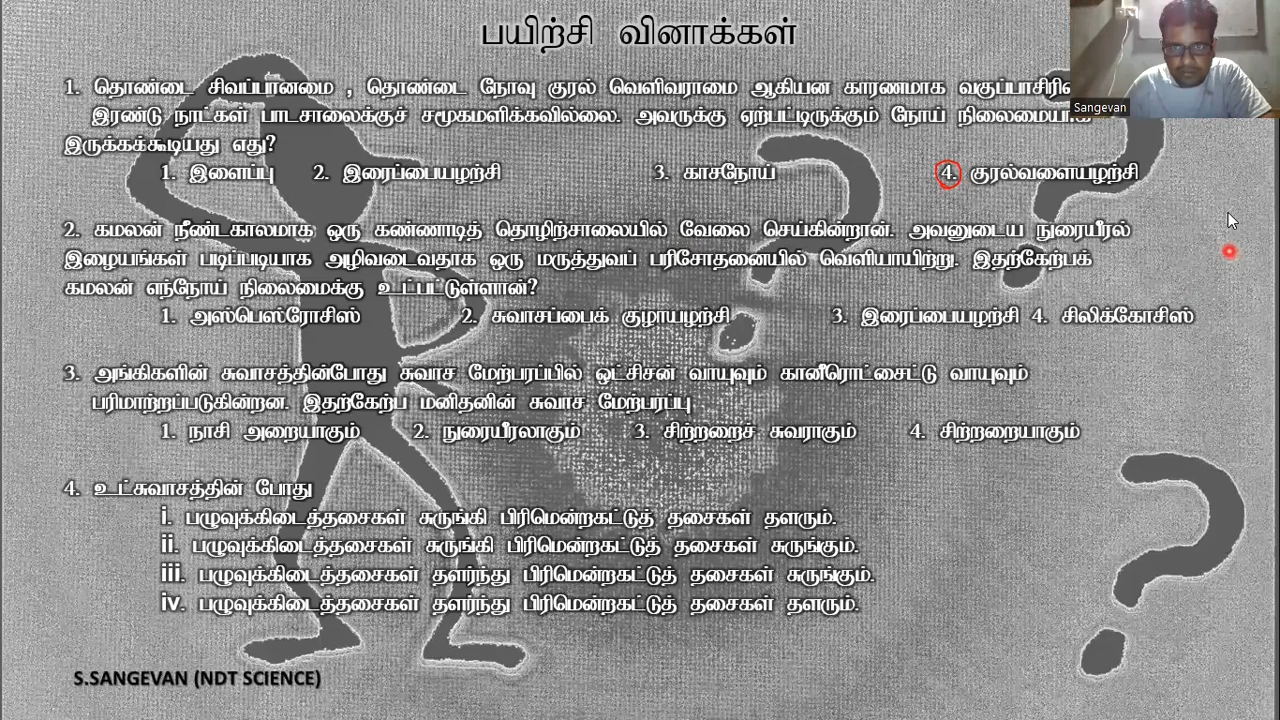 பயிற்சி வினாக்கள்
Sangevan
1. தொண்டை சிவப்பானமை , தொண்டை நோவு குரல் வெளிவராமை ஆகியன காரணமாக
இரண்டு நாட்கள் பாடசாலைக்குச் சமூகமளிக்கவில்லை. அவருக்கு ஏற்பட்டிருக்கும் நோய்
இருக்கக்கூடியது எது?
1. இளைப்பு 2. இரைப்பையழற்சி 3. காசநோய் 4. குரல்வளையழற்சி
2. கமலன் நீண்டகாலமாக ஒரு கண்ணாடித் தொழிற்சாலையில் வேலை செய்கின்றான். அவனுடைய நுரையீரல்
இழையங்கள் படிப்படியாக அழிவடைவதாக ஒரு மருத்துவப் பரிசோதனையில் வெளியாயிற்று. இதற்கேற்பக்
கமலன் எந்நோய் நிலைமைக்கு உட்பட்டுள்ளான்?
1. அஸ்பெஸ்ரோசிஸ் 2. சுவாசப்பைக் குழாயழற்சி 3. இரைப்பையழற்சி 4. சிலிக்கோசிஸ்
3. அங்கிகளின் சுவாசத்தின்போது சுவாச மேற்பரப்பில் ஒட்சிசன் வாயுவும் காபனீரொட்சைட்டு வாயுவும்
பரிமாற்றப்படுகின்றன. இதற்கேற்ப மனிதனின் சுவாச மேற்பரப்பு
1. நாசி அறையாகும் 2. நுரையீரலாகும் 3. சிற்றறைச் சுவராகும் 4. சிற்றறையாகும்
4. உட்சுவாசத்தின் போது
i. பழுவுக்கிடைத்தசைகள் சுருங்கி பிரிமென்றகட்டுத் தசைகள் தளரும்.
ii. பழுவுக்கிடைத்தசைகள் சுருங்கி பிரிமென்றகட்டுத் தசைகள் சுருங்கும்.
iii. பழுவுக்கிடைத்தசைகள் தளர்ந்து பிரிமென்றகட்டுத் தசைகள் சுருங்கும்.
iv. பழுவுக்கிடைத்தசைகள் தளர்ந்து பிரிமென்றகட்டுத் தசைகள் தளரும்.
S.SANGEVAN (NDT SCIENCE)